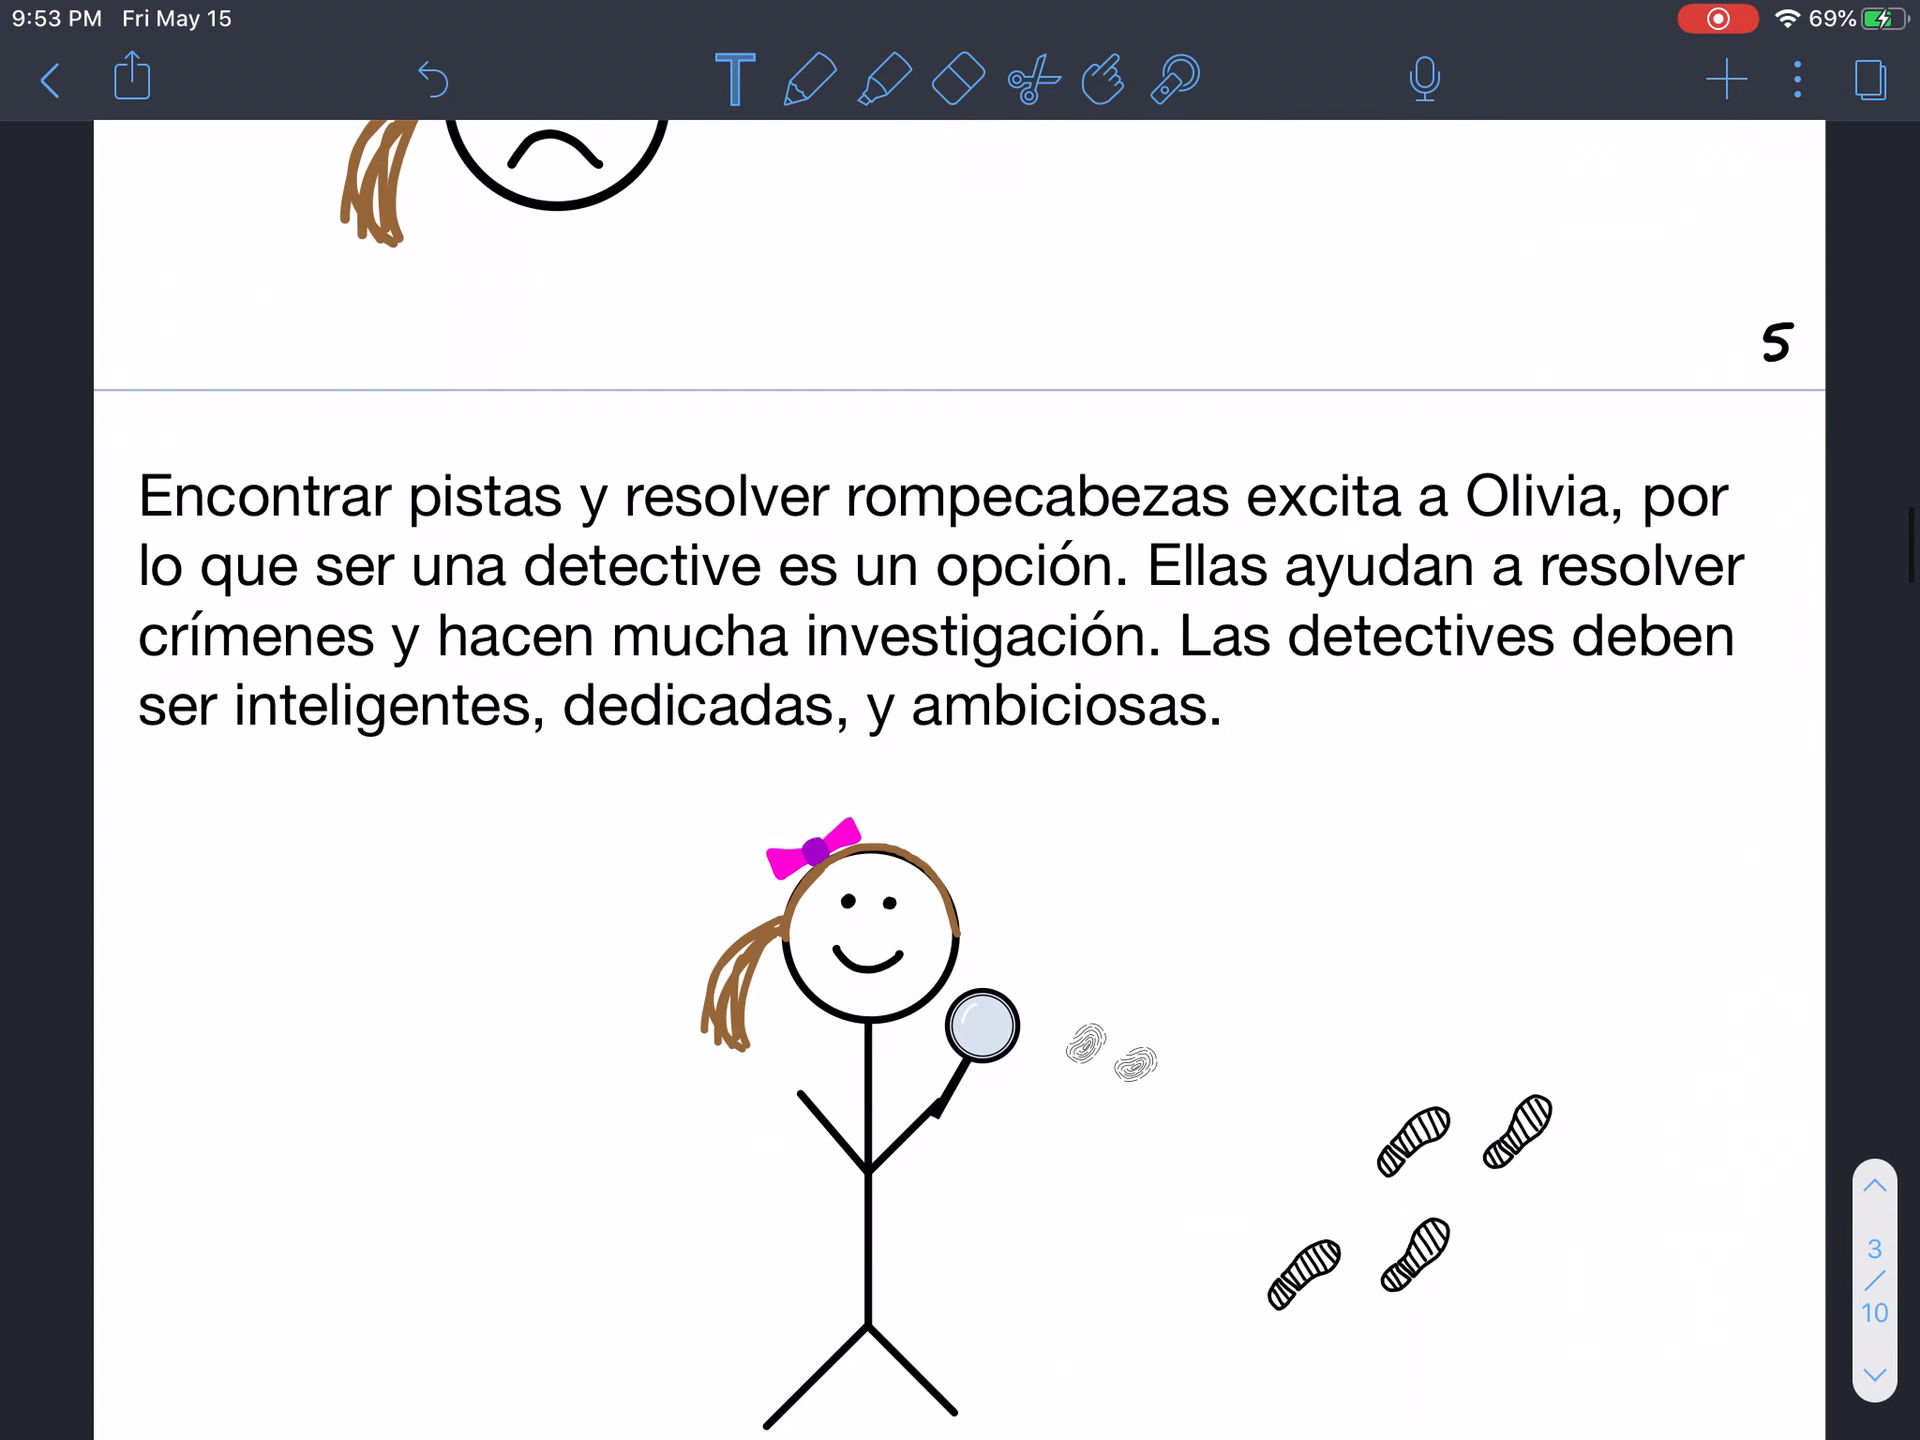 9:53 PM Fri May 15
69%
T
5
Encontrar pistas y resolver rompecabezas excita a Olivia, por
lo que ser una detective es un opción. Ellas ayudan a resolver
crímenes y hacen mucha investigación. Las detectives deben
ser inteligentes, dedicadas, y ambiciosas.
3
/
10